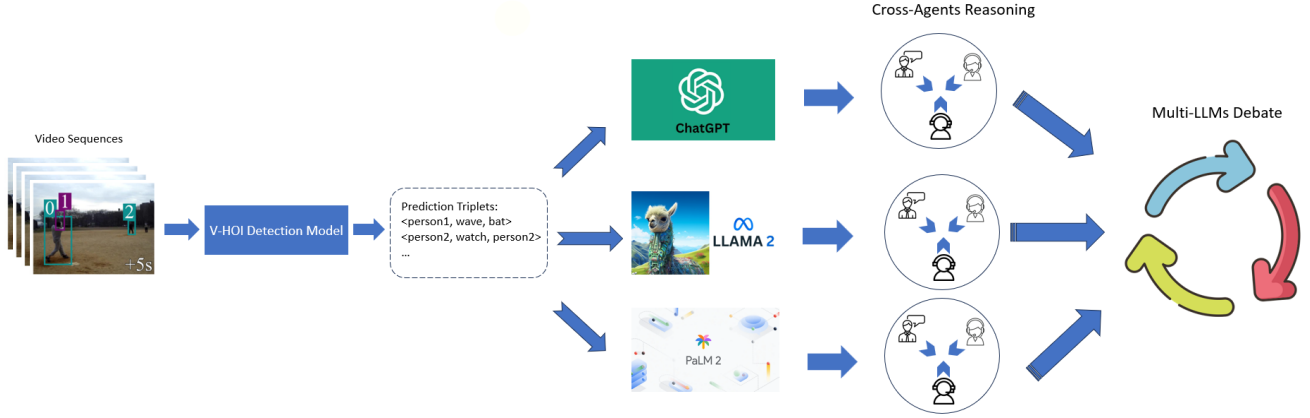 Video Sequences
0
1
2
+5s
V-HOI Detection Model
Prediction Triplets:
<person1, wave, bat>
<person2, watch, person2>
...
ChatGPT
LLAMA 2
PaLM 2
Cross-Agents Reasoning
Multi-LLMs Debate